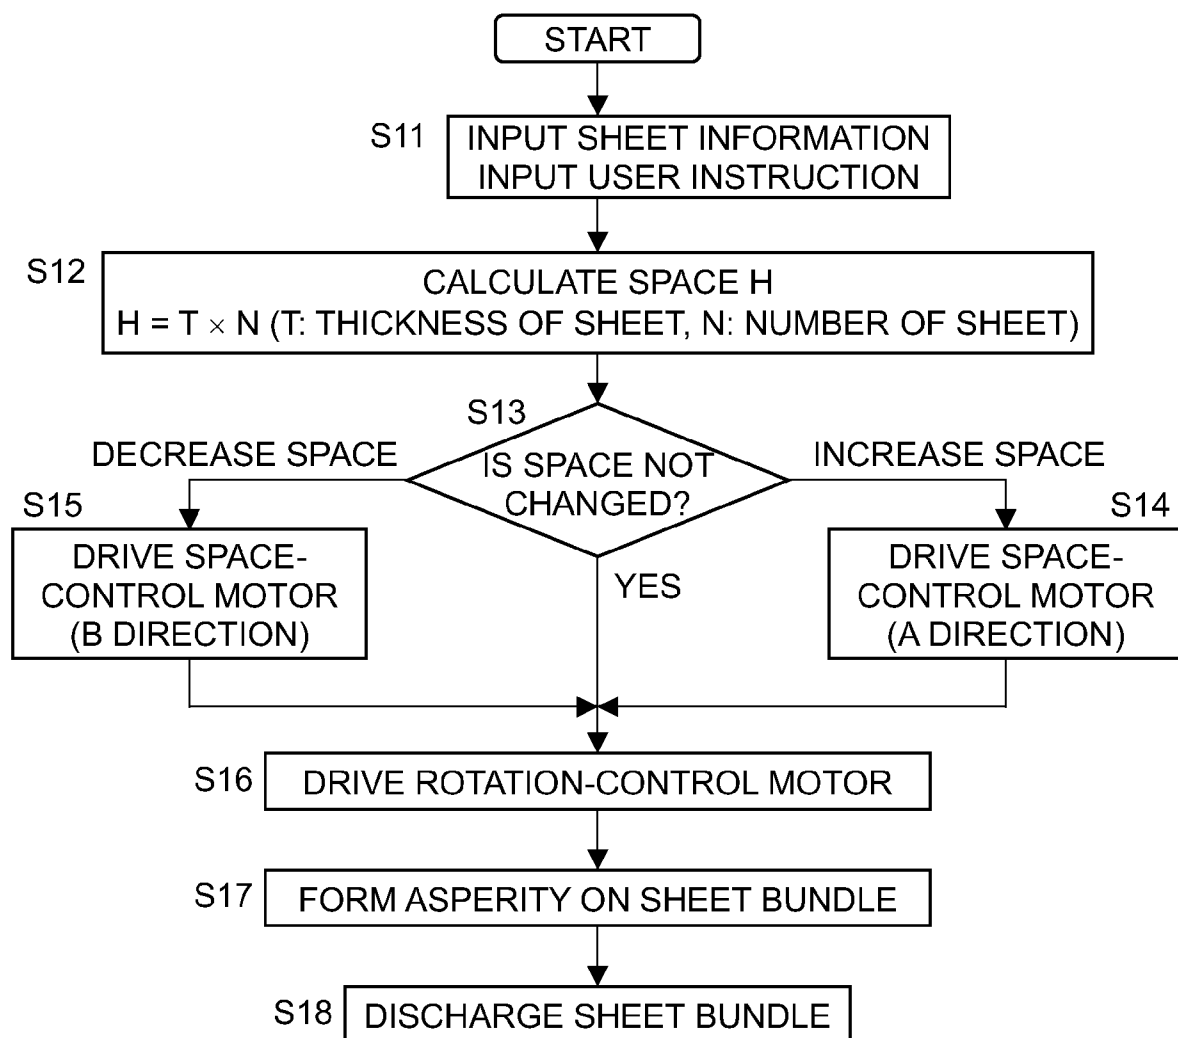 START
S11
INPUT SHEET INFORMATION
INPUT USER INSTRUCTION
S12
CALCULATE SPACE H
H = T × N (T: THICKNESS OF SHEET, N: NUMBER OF SHEET)
S13
IS SPACE NOT
CHANGED?
DECREASE SPACE
INCREASE SPACE
YES
S15
DRIVE SPACE-
CONTROL MOTOR
(B DIRECTION)
S14
DRIVE SPACE-
CONTROL MOTOR
(A DIRECTION)
S16
DRIVE ROTATION-CONTROL MOTOR
S17
FORM ASPERITY ON SHEET BUNDLE
S18
DISCHARGE SHEET BUNDLE